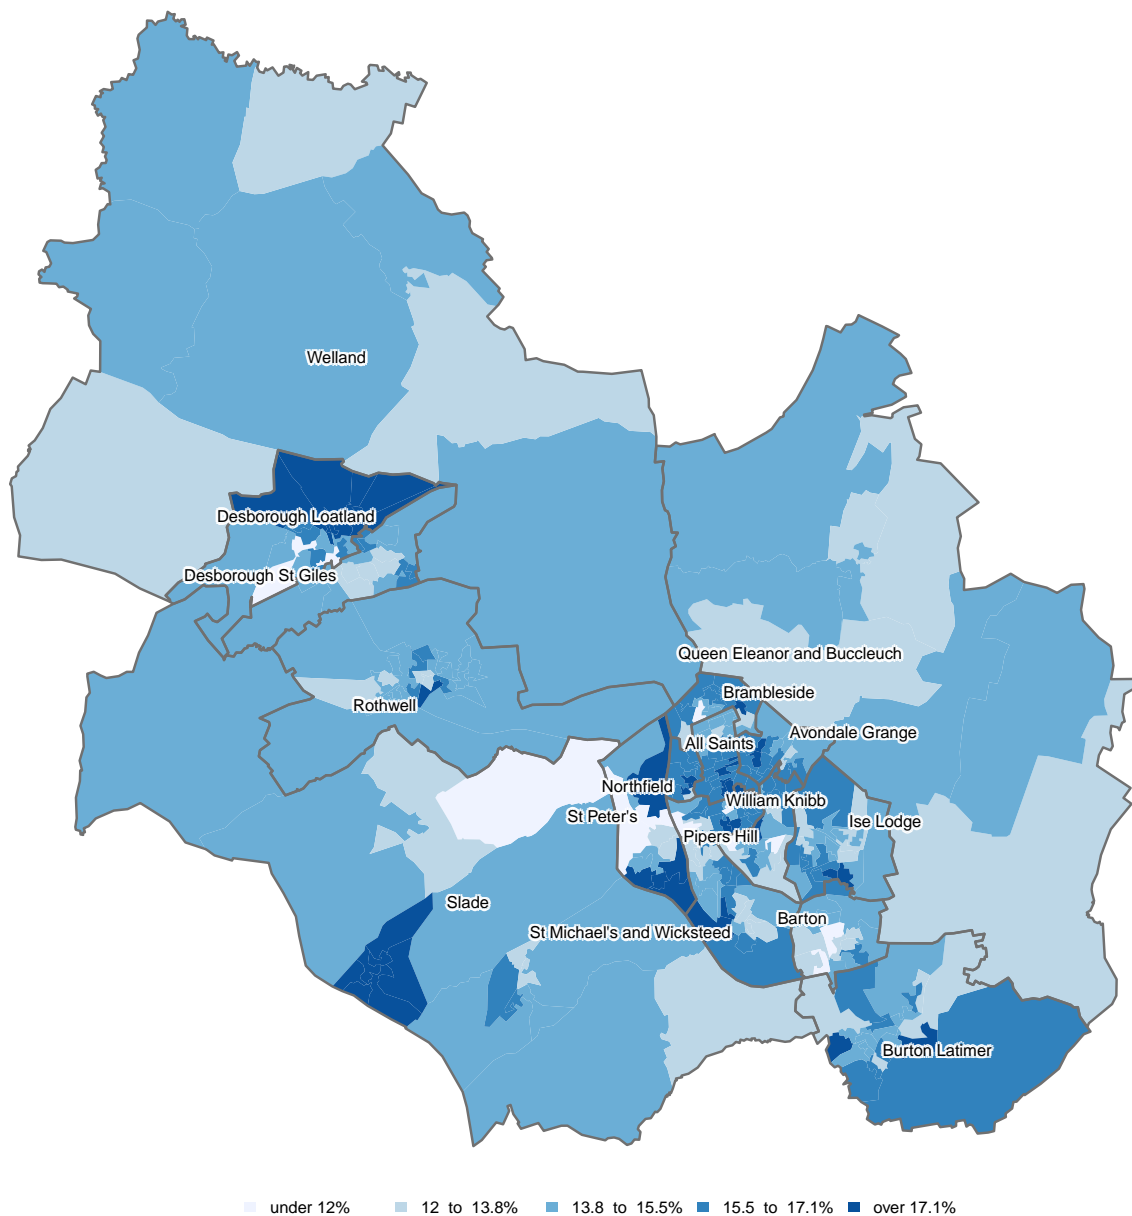 Welland
Desborough Loatland
Desborough St Giles
Queen Eleanor and Buccleuch
Brambleside
Rothwell
Avondale Grange
All Saints
Northfield
William Knibb
St Peter's
Ise Lodge
Pipers Hill
Slade
Barton
St Michael's and Wicksteed
Burton Latimer
under 12% 12 to 13.8% 13.8 to 15.5% 15.5 to 17.1% over 17.1%